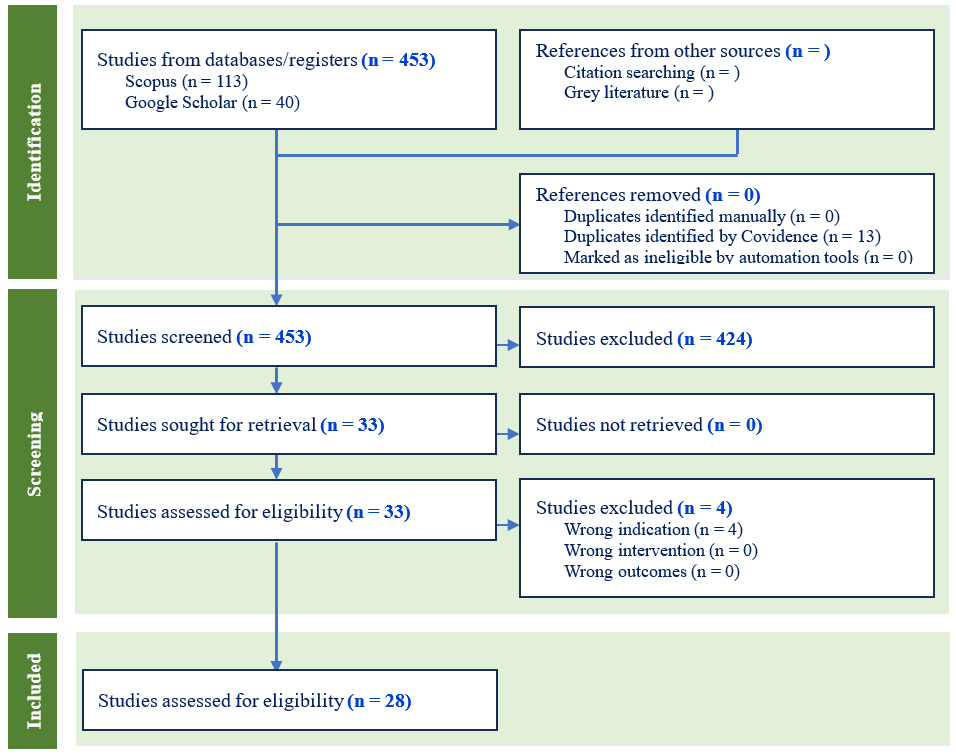 Identification
Studies from databases/registers (n = 453)
Scopus (n = 113)
Google Scholar (n = 40)
References from other sources (n = )
Citation searching (n = )
Grey literature (n = )
References removed (n = 0)
Duplicates identified manually (n = 0)
Duplicates identified by Covidence (n = 13)
Marked as ineligible by automation tools (n = 0)
Screening
Studies screened (n = 453)
Studies excluded (n = 424)
Studies sought for retrieval (n = 33)
Studies not retrieved (n = 0)
Studies assessed for eligibility (n = 33)
Studies excluded (n = 4)
Wrong indication (n = 4)
Wrong intervention (n = 0)
Wrong outcomes (n = 0)
Included
Studies assessed for eligibility (n = 28)